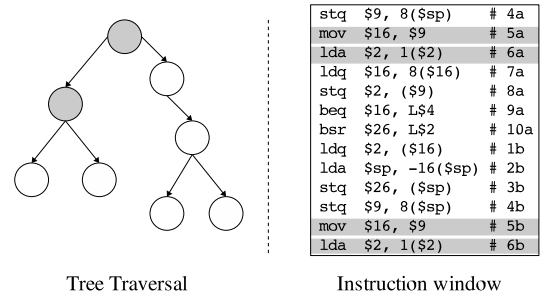 stq $9, 8($sp) # 4a
mov $16, $9 # 5a
lda $2, 1($2) # 6a
ldq $16, 8($16) # 7a
stq $2, ($9) # 8a
beq $16, L$4 # 9a
bsr $26, L$2 # 10a
ldq $2, ($16) # 1b
lda $sp, -16($sp) # 2b
stq $26, ($sp) # 3b
stq $9, 8($sp) # 4b
mov $16, $9 # 5b
lda $2, 1($2) # 6b
Tree Traversal
Instruction window